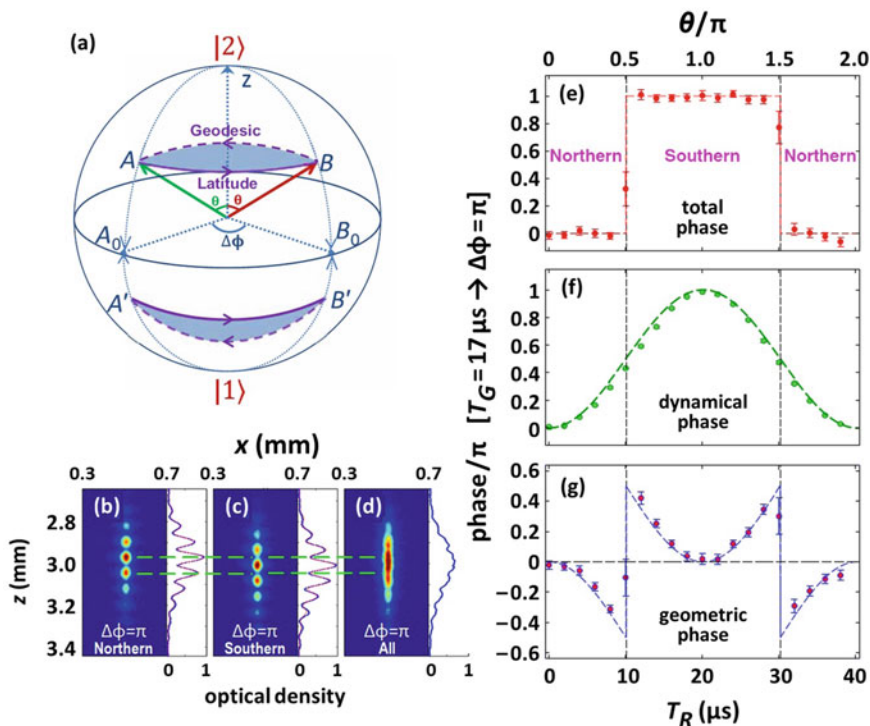 (a)
|2⟩
z
Geodesic
A
B
Latitude
θ
θ
A₀
Δϕ
B₀
A′
B′
|1⟩
x (mm)
0.3
0.7
0.3
0.7
0.3
0.7
(b)
(c)
(d)
2.8
3.0
3.2
3.4
z (mm)
Δϕ=π
Northern
Δϕ=π
Southern
Δϕ=π
All
0
1
0
1
0
1
optical density
θ/π
0
0.5
1.0
1.5
2.0
phase/π [T_G = 17 μs → Δϕ = π]
(e)
1
0.8
0.6
0.4
0.2
0
Northern
Southern
Northern
total
phase
(f)
1
0.8
0.6
0.4
0.2
0
dynamical
phase
(g)
0.6
0.4
0.2
0
−0.2
−0.4
−0.6
geometric
phase
0
10
20
30
40
T_R (μs)